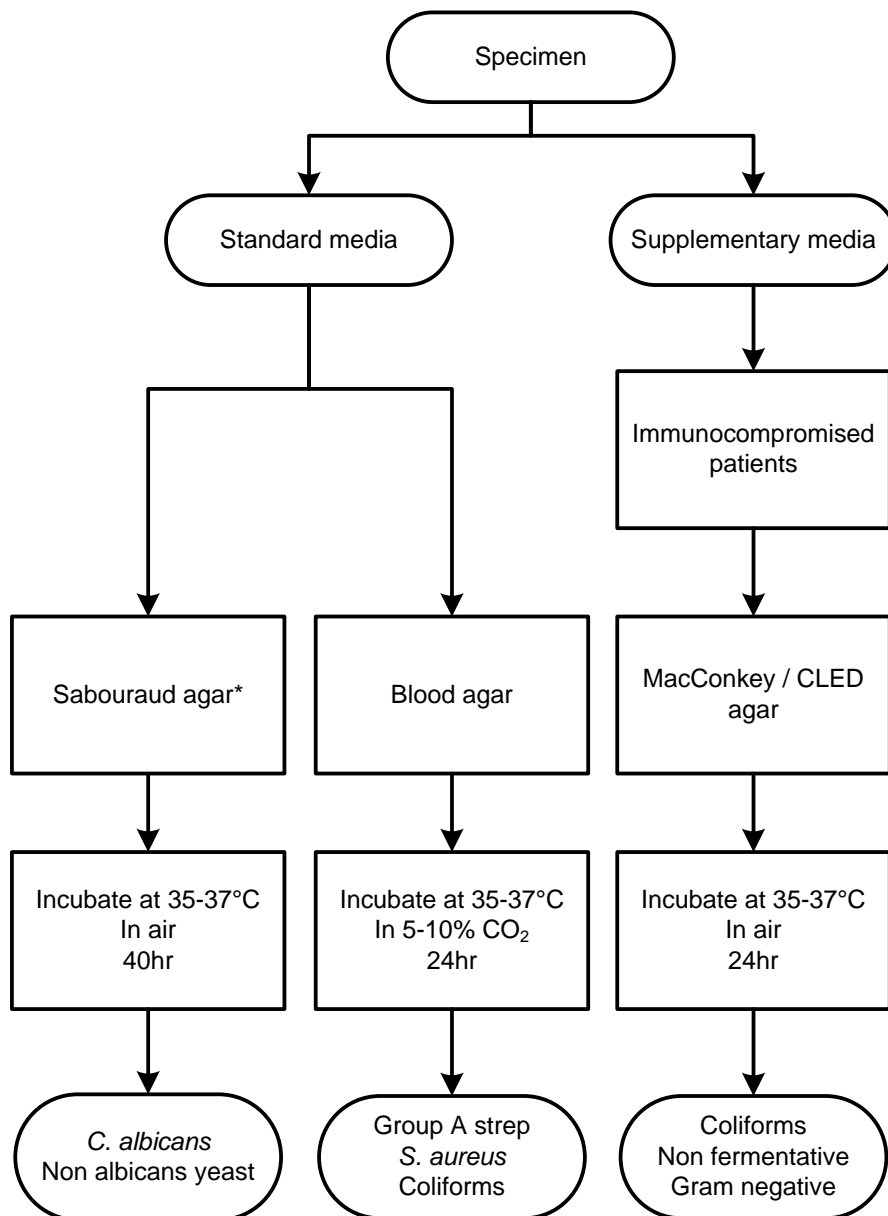 Specimen
Standard media
Supplementary media
Immunocompromised
patients
Sabouraud agar*
Blood agar
MacConkey / CLED
agar
Incubate at 35-37°C
In air
40hr
Incubate at 35-37°C
In 5-10% CO₂
24hr
Incubate at 35-37°C
In air
24hr
C. albicans
Non albicans yeast
Group A strep
S. aureus
Coliforms
Coliforms
Non fermentative
Gram negative